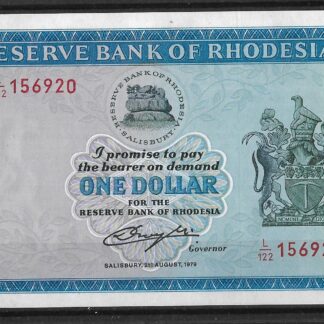 RESERVE BANK OF RHODESIA
L/122 156920
RESERVE BANK OF RHODESIA
SALISBURY
I promise to pay
the bearer on demand
ONE DOLLAR
FOR THE
RESERVE BANK OF RHODESIA
Governor
L/122 15692
SALISBURY, 2ND AUGUST, 1979